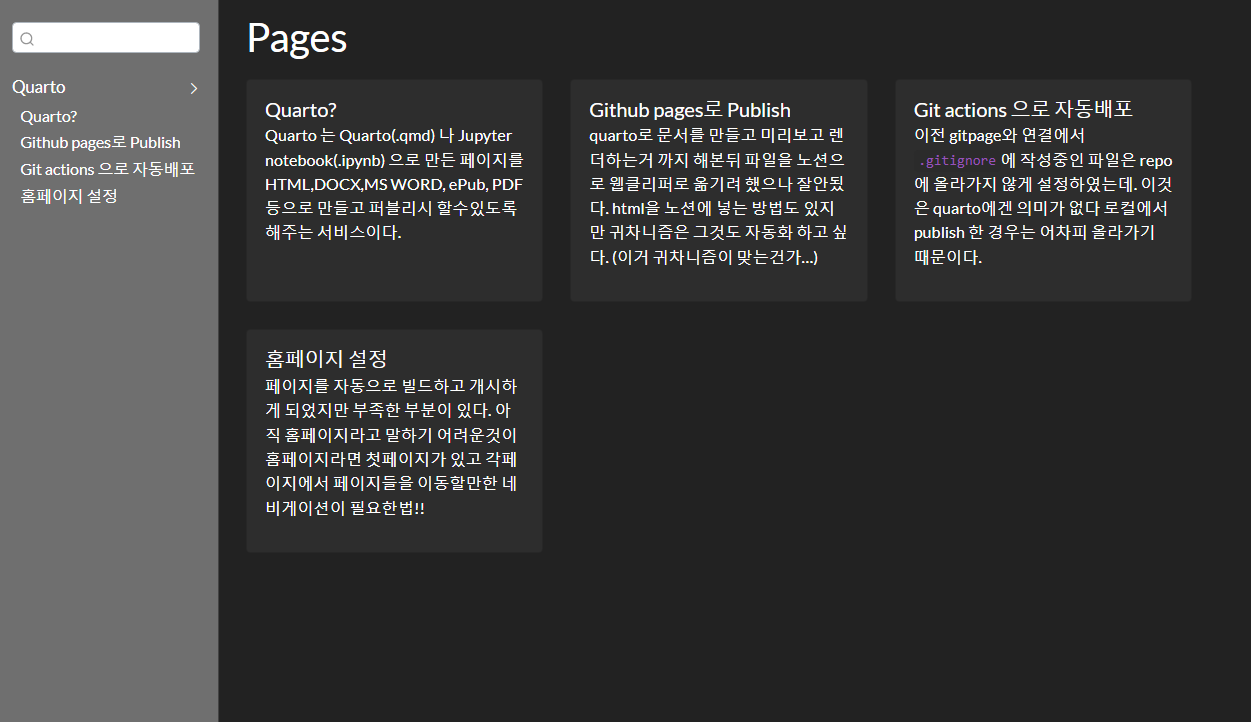 Pages
Quarto
Quarto?
Github pages로 Publish
Git actions 으로 자동배포
홈페이지 설정
Quarto?
Quarto 는 Quarto(.qmd) 나 Jupyter
notebook(.ipynb) 으로 만든 페이지를
HTML,DOCX,MS WORD, ePub, PDF
등으로 만들고 퍼블리시 할수있도록
해주는 서비스이다.
Github pages로 Publish
quarto로 문서를 만들고 미리보고 렌
더하는거 까지 해본뒤 파일을 노션으
로 웹클리퍼로 옮기려 했으나 잘안됬
다. html을 노션에 넣는 방법도 있지
만 귀차니즘은 그것도 자동화 하고 싶
다. (이거 귀차니즘이 맞는건가...)
Git actions 으로 자동배포
이전 gitpage와 연결에서
.gitignore 에 작성중인 파일은 repo
에 올라가지 않게 설정하였는데. 이것
은 quarto에겐 의미가 없다 로컬에서
publish 한 경우는 어차피 올라가기
때문이다.
홈페이지 설정
페이지를 자동으로 빌드하고 개시하
게 되었지만 부족한 부분이 있다. 아
직 홈페이지라고 말하기 어려운것이
홈페이지라면 첫페이지가 있고 각페
이지에서 페이지들을 이동할만한 네
비게이션이 필요한법!!